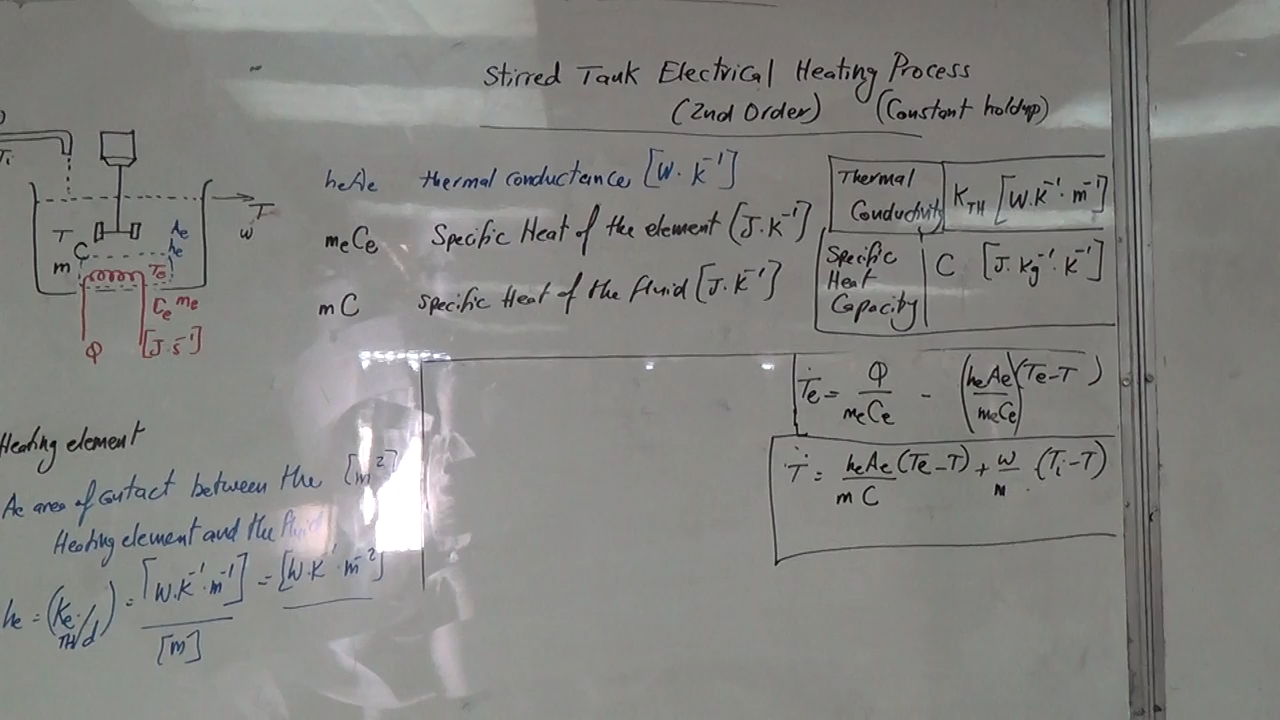 Stirred Tank Electrical Heating Process
(2nd Order) (Constant holdup)
Ti
T
w
Ae
he
T
C
m
Te
Ce me
Φ
[J.s⁻¹]
heAe thermal conductance [W.K⁻¹]
meCe Specific Heat of the element [J.K⁻¹]
mC Specific Heat of the fluid [J.K⁻¹]
Thermal Conductivity K_TH [W.K⁻¹.m⁻¹]
Specific Heat Capacity C [J.Kg⁻¹.K⁻¹]
Ṫe = Φ/meCe - (heAe/meCe)(Te-T)
Ṫ = heAe/mC (Te-T) + w/m (Ti-T)
Heating element
Ae area of contact between the [m²]
Heating element and the fluid
he = (Ke TH/d) = [W.K⁻¹.m⁻¹]/[m] = [W.K⁻¹.m⁻²]